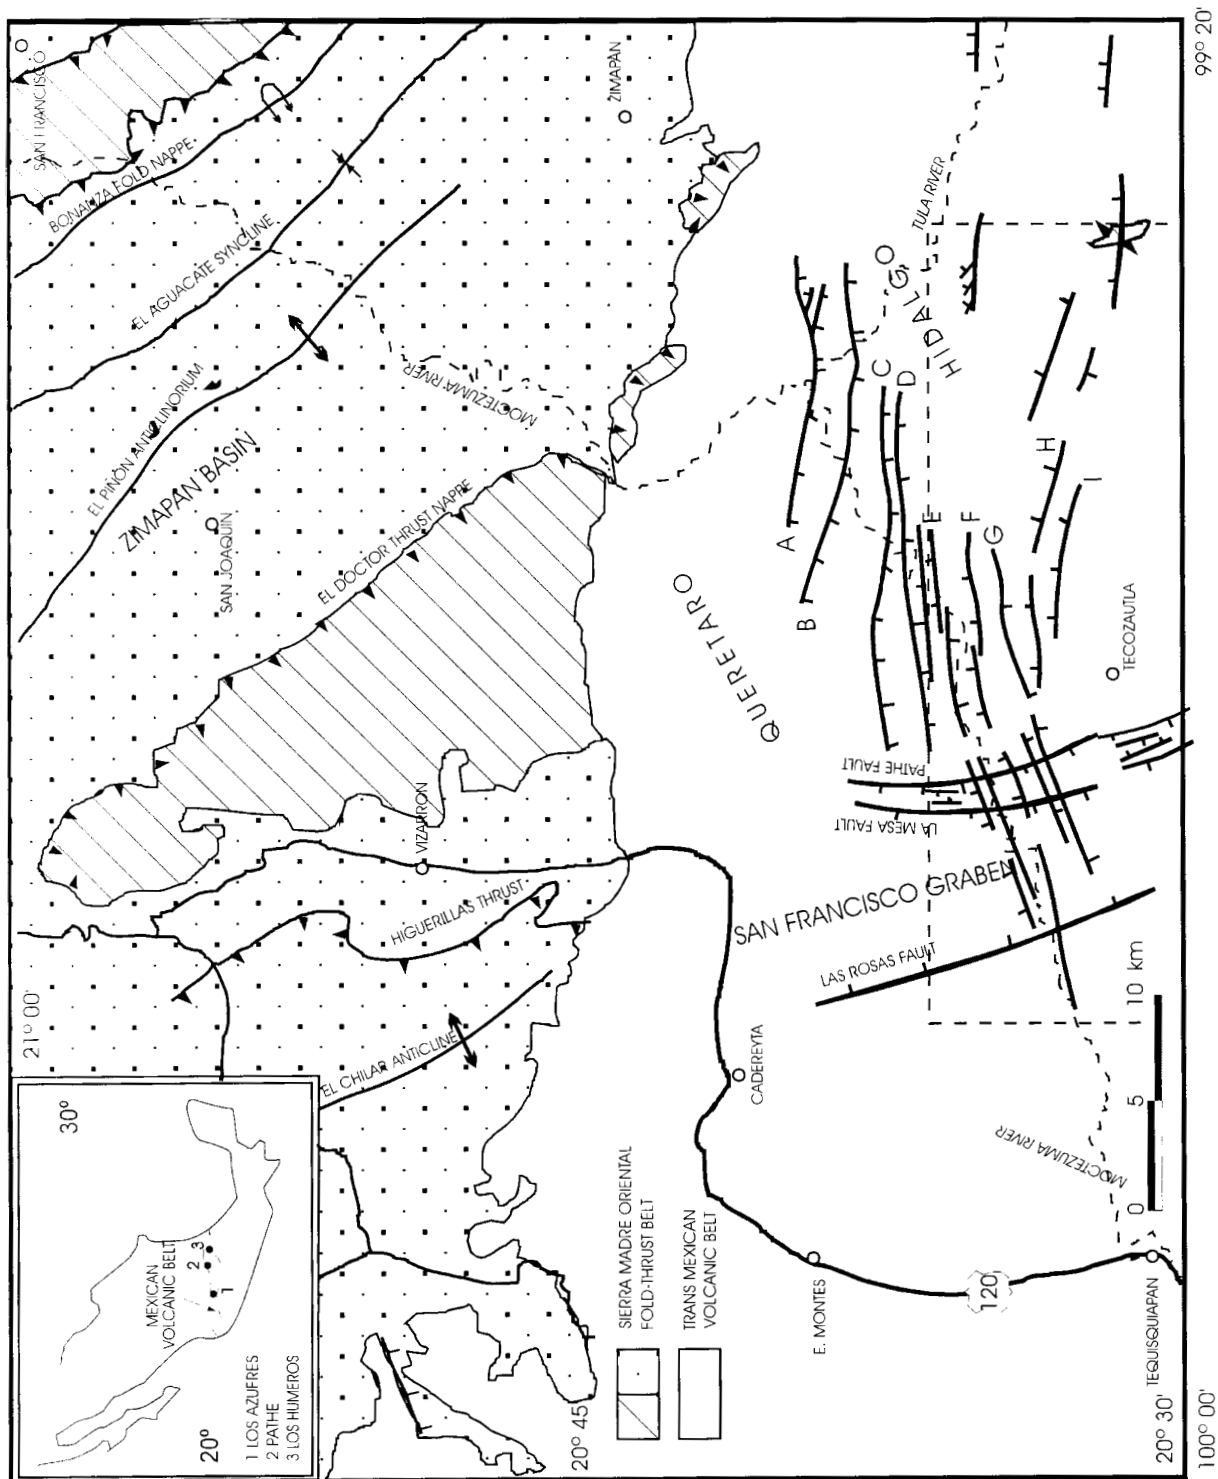 99° 20'
SAN FRANCISCO
BONANZA FOLD NAPPE
EL AGUACATE SYNCLINE
EL PIÑON ANTICLINORIUM
ZIMAPAN BASIN
SAN JOAQUIN
ZIMAPAN
MOCTEZUMA RIVER
EL DOCTOR THRUST NAPPE
TULA RIVER
HIDALGO
QUERETARO
A
B
C
D
E
F
G
H
I
TECOZAUTLA
PATHE FAULT
LA MESA FAULT
VIZARRON
HIGUERILLAS THRUST
SAN FRANCISCO GRABEN
LAS ROSAS FAULT
EL CHILAR ANTICLINE
CADEREYTA
MOCTEZUMA RIVER
E. MONTES
120
TEQUISQUIAPAN
0 5 10 km
21° 00'
20° 45'
20° 30'
100° 00'
SIERRA MADRE ORIENTAL
FOLD-THRUST BELT
TRANS MEXICAN
VOLCANIC BELT
30°
20°
MEXICAN
VOLCANIC BELT
1
2
3
1 LOS AZUFRES
2 PATHE
3 LOS HUMEROS